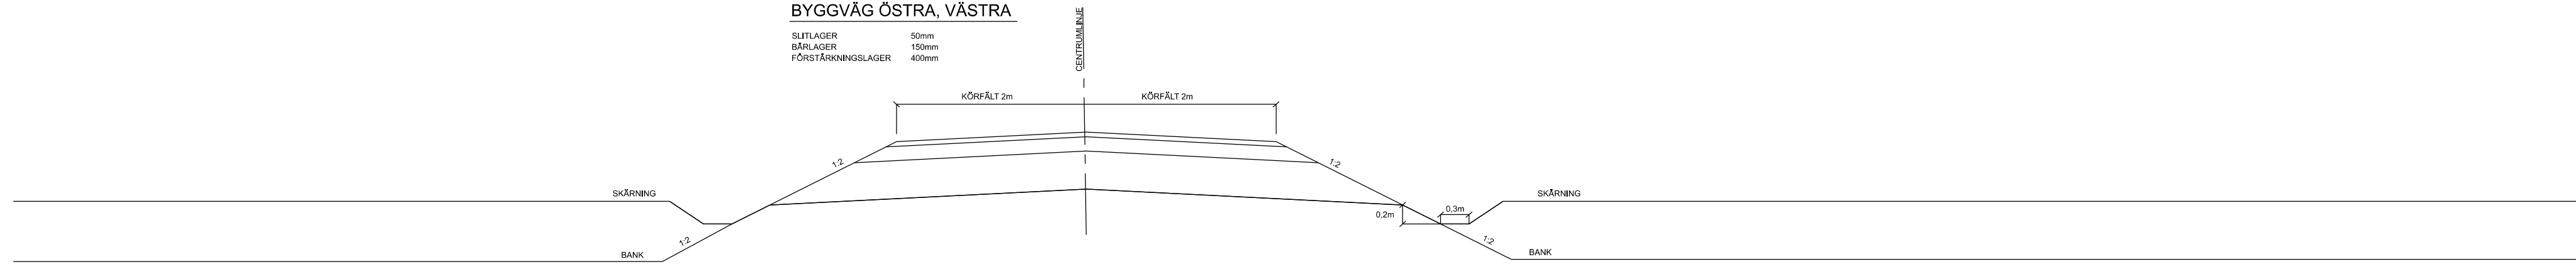 BYGGVÄG ÖSTRA, VÄSTRA
SLITLAGER 50mm
BÄRLAGER 150mm
FÖRSTÄRKNINGSLAGER 400mm
CENTRUMLINJE
KÖRFÄLT 2m KÖRFÄLT 2m
1:2 1:2
SKÄRNING SKÄRNING
0,2m 0,3m
1:2 1:2
BANK BANK